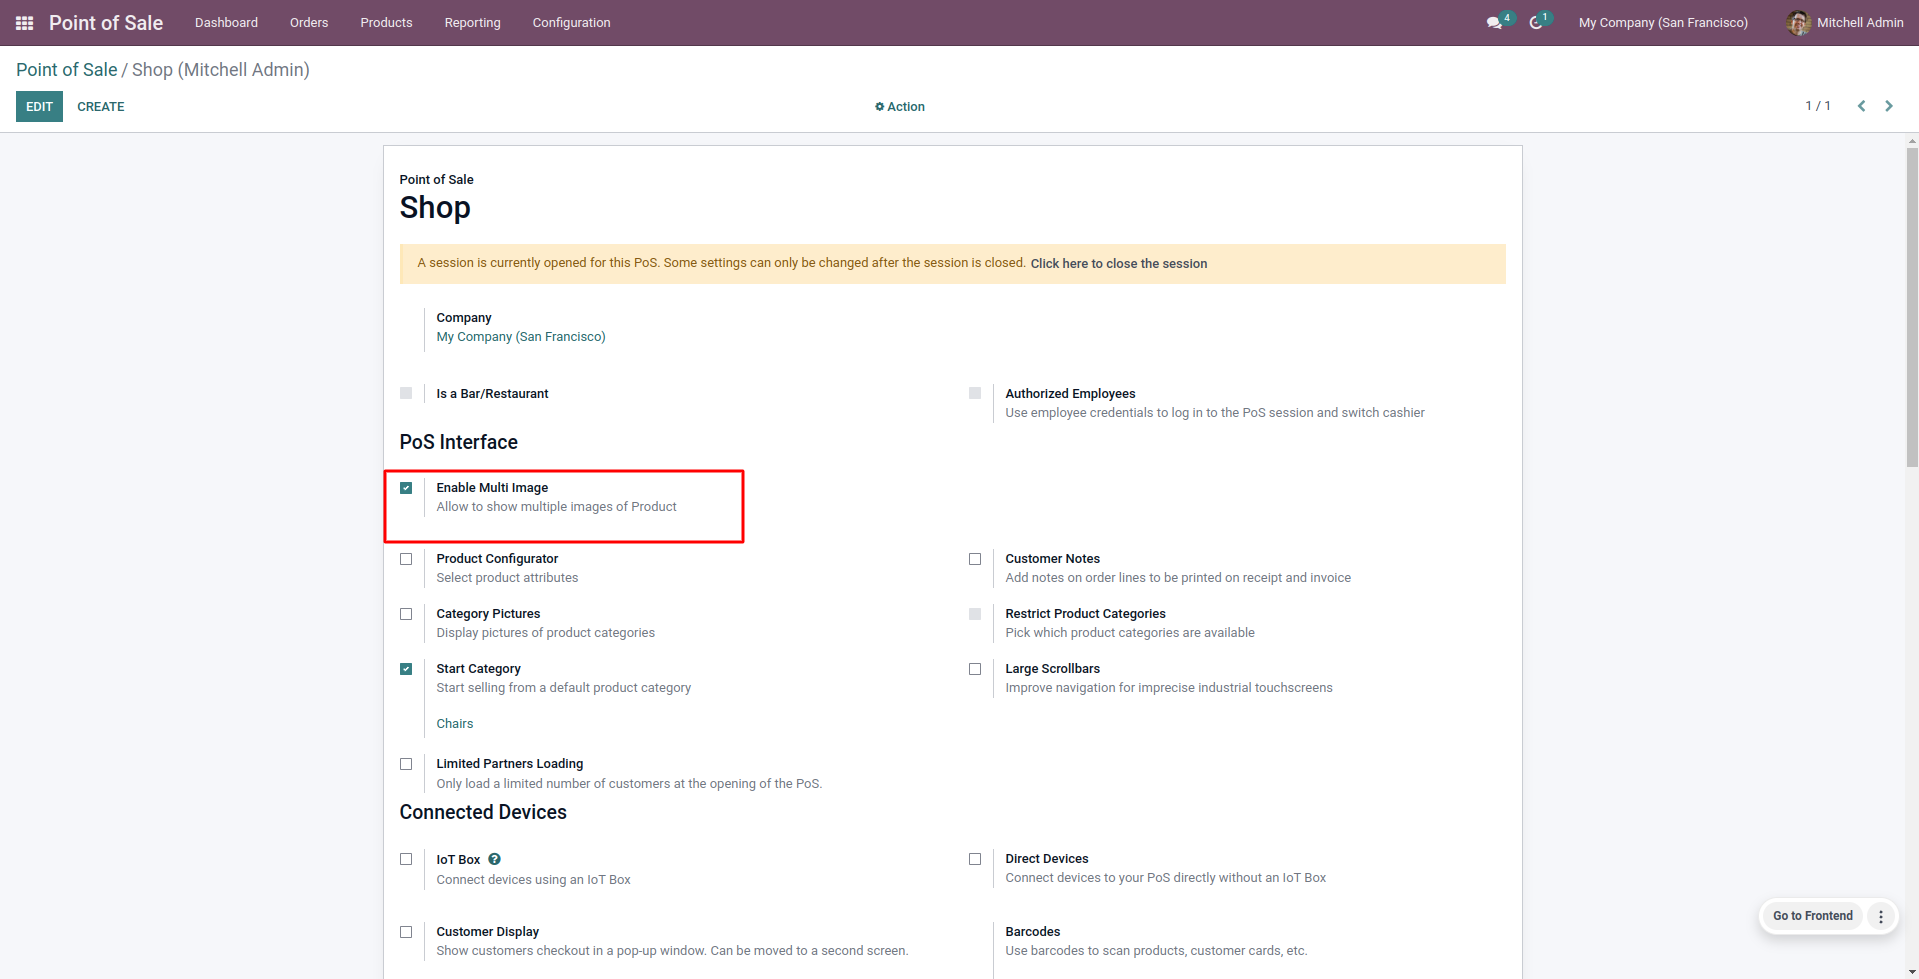 Point of Sale Dashboard Orders Products Reporting Configuration 4 1 My Company (San Francisco) Mitchell Admin
Point of Sale / Shop (Mitchell Admin)
EDIT CREATE Action 1 / 1
Point of Sale
Shop
A session is currently opened for this PoS. Some settings can only be changed after the session is closed. Click here to close the session
Company
My Company (San Francisco)
Is a Bar/Restaurant
Authorized Employees
Use employee credentials to log in to the PoS session and switch cashier
PoS Interface
Enable Multi Image
Allow to show multiple images of Product
Product Configurator
Select product attributes
Customer Notes
Add notes on order lines to be printed on receipt and invoice
Category Pictures
Display pictures of product categories
Restrict Product Categories
Pick which product categories are available
Start Category
Start selling from a default product category
Chairs
Large Scrollbars
Improve navigation for imprecise industrial touchscreens
Limited Partners Loading
Only load a limited number of customers at the opening of the PoS.
Connected Devices
IoT Box ?
Connect devices using an IoT Box
Direct Devices
Connect devices to your PoS directly without an IoT Box
Customer Display
Show customers checkout in a pop-up window. Can be moved to a second screen.
Barcodes
Use barcodes to scan products, customer cards, etc.
Go to Frontend